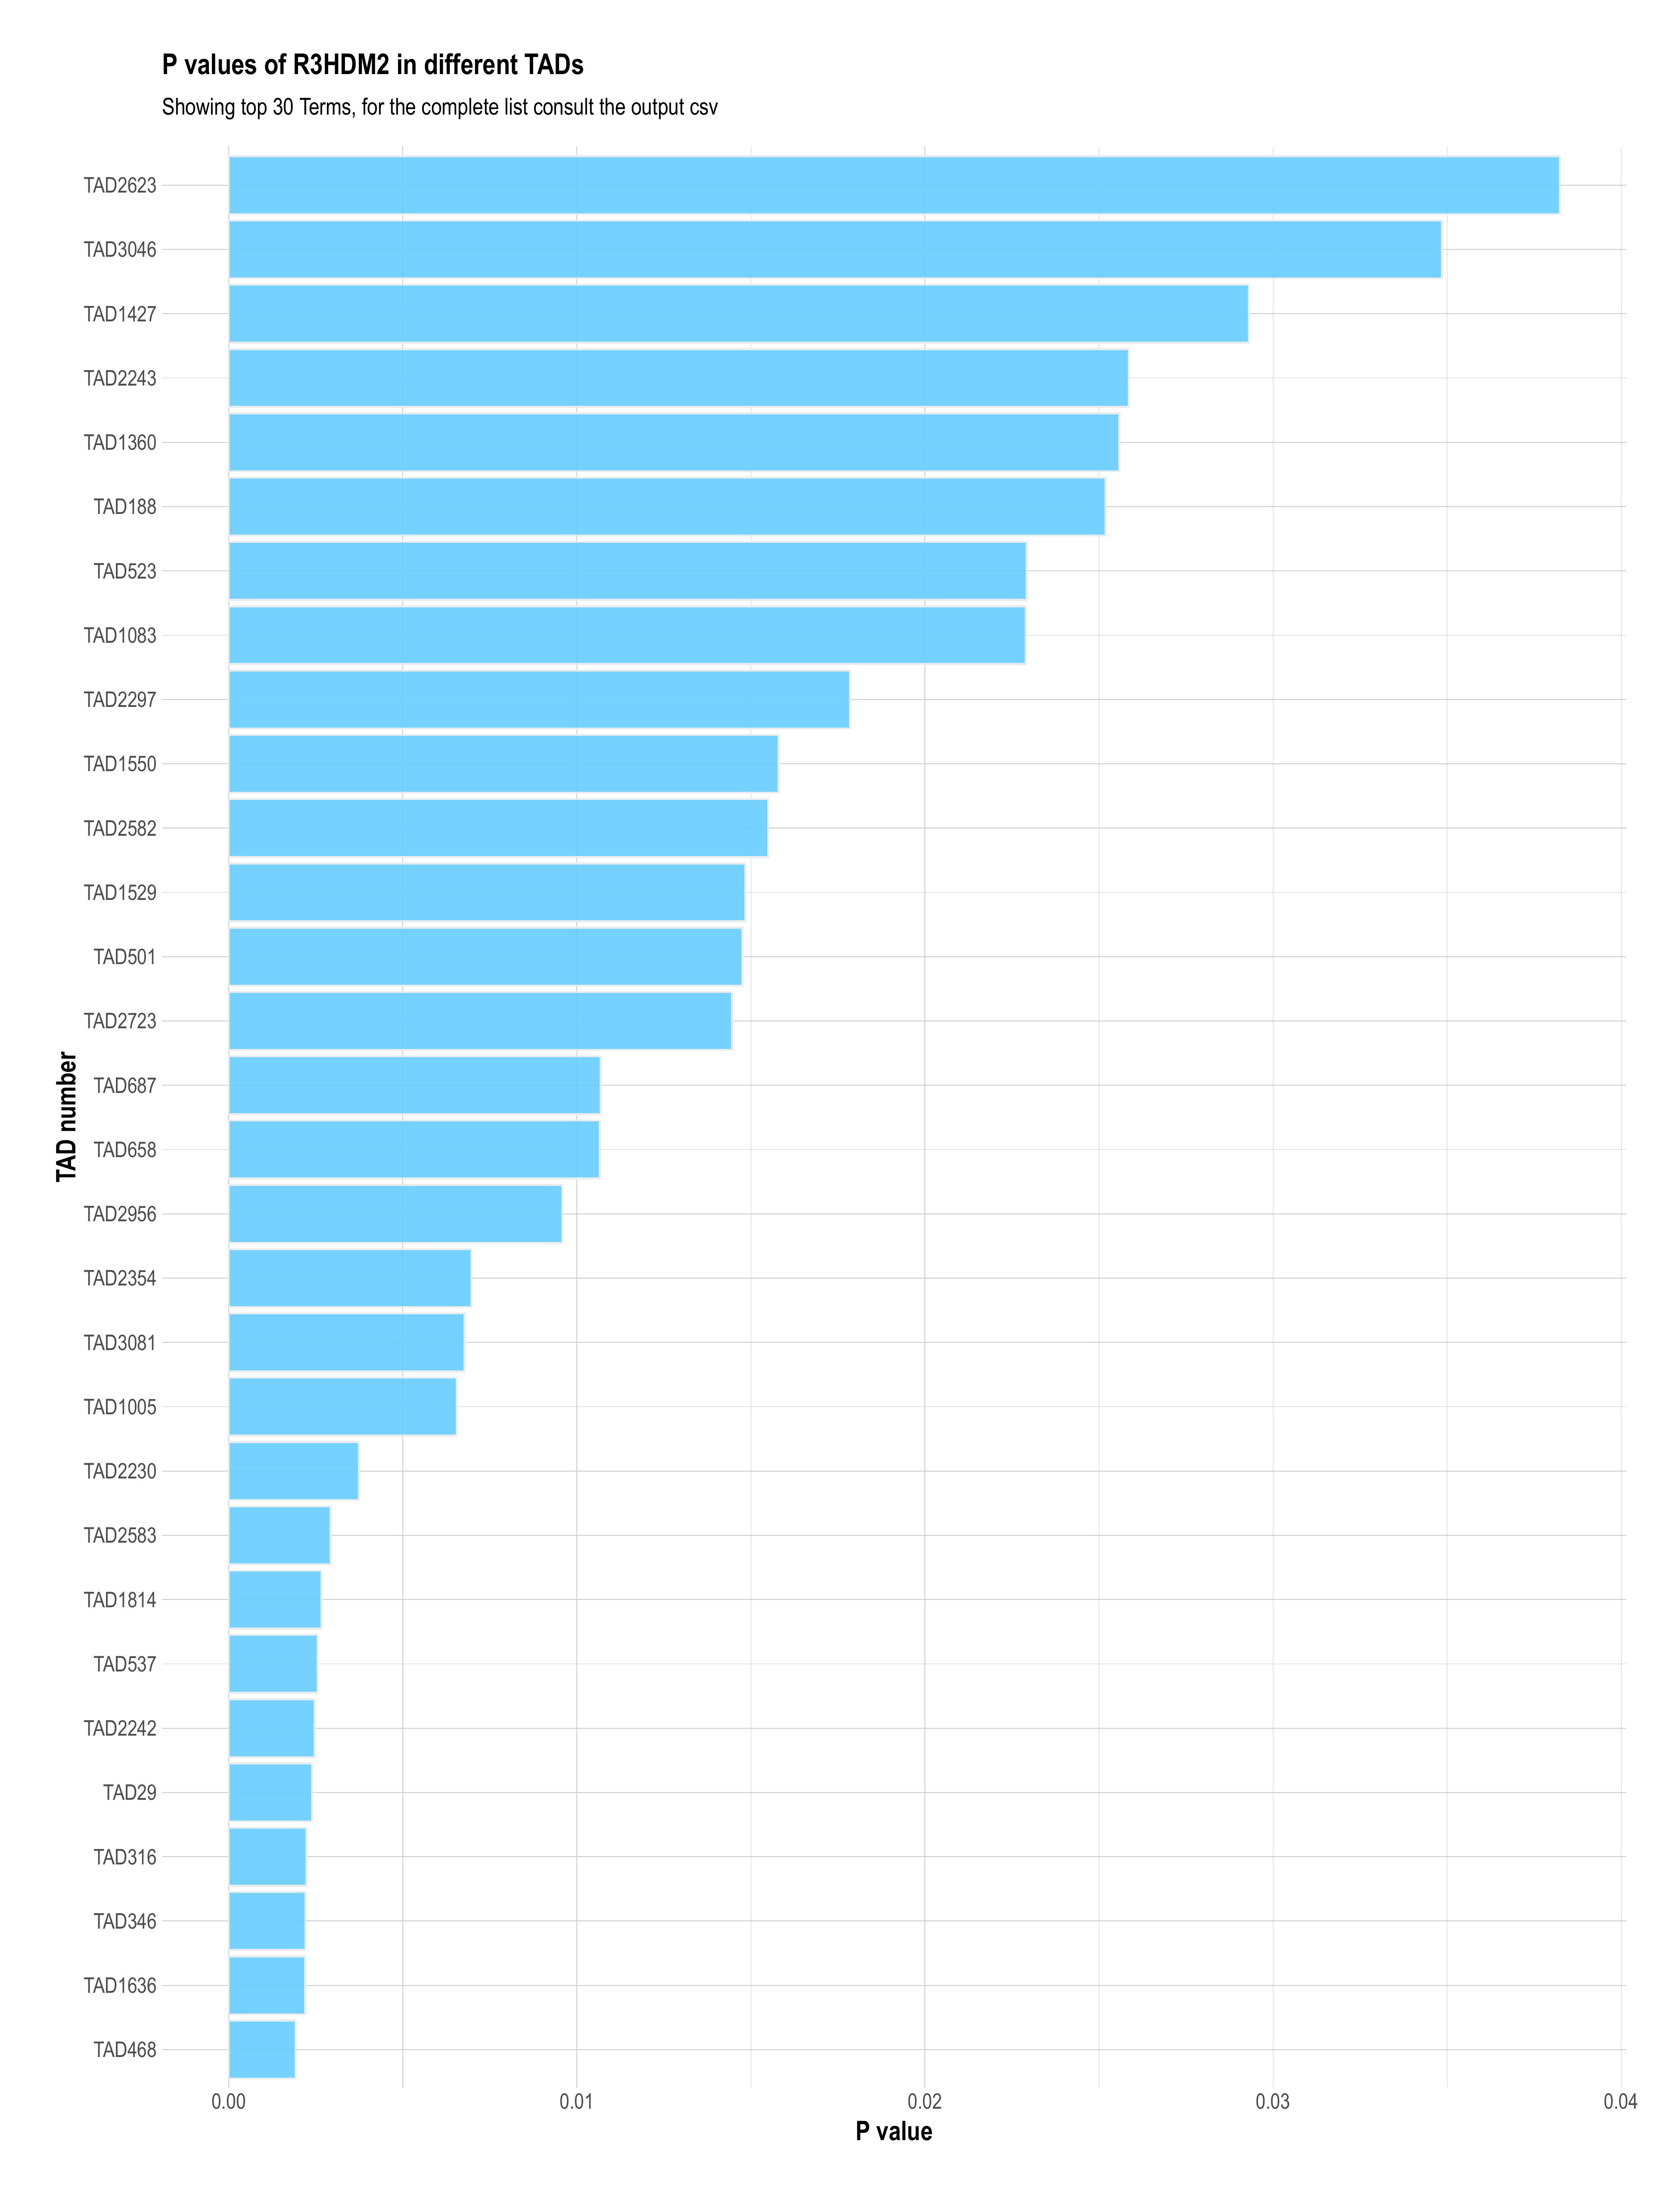 P values of R3HDM2 in different TADs
Showing top 30 Terms, for the complete list consult the output csv
TAD number
TAD2623
TAD3046
TAD1427
TAD2243
TAD1360
TAD188
TAD523
TAD1083
TAD2297
TAD1550
TAD2582
TAD1529
TAD501
TAD2723
TAD687
TAD658
TAD2956
TAD2354
TAD3081
TAD1005
TAD2230
TAD2583
TAD1814
TAD537
TAD2242
TAD29
TAD316
TAD346
TAD1636
TAD468
0.00 0.01 0.02 0.03 0.04
P value